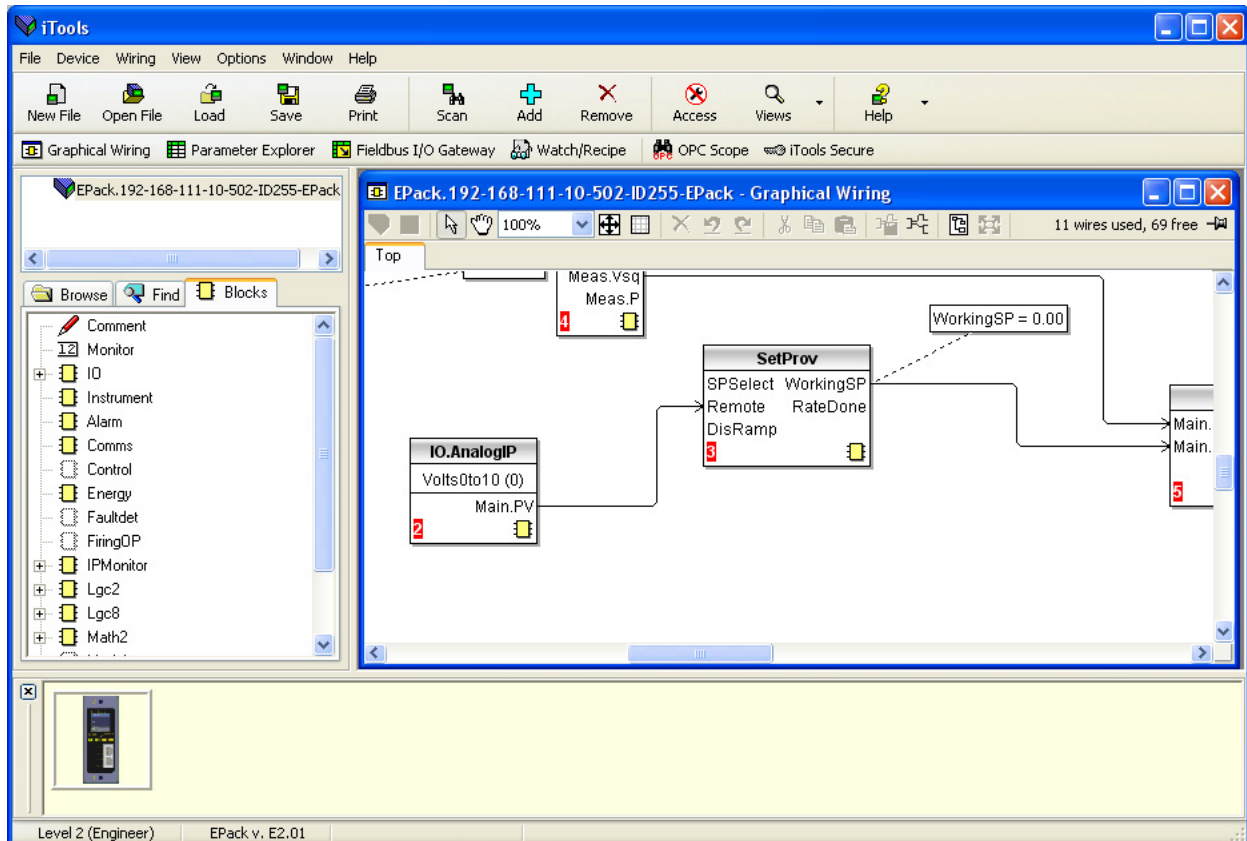 iTools
File Device Wiring View Options Window Help
New File Open File Load Save Print Scan Add Remove Access Views Help
Graphical Wiring Parameter Explorer Fieldbus I/O Gateway Watch/Recipe OPC Scope iTools Secure
EPack.192-168-111-10-502-ID255-EPack
Browse Find Blocks
Comment
12 Monitor
IO
Instrument
Alarm
Comms
Control
Energy
Faultdet
FiringOP
IPMonitor
Lgc2
Lgc8
Math2
EPack.192-168-111-10-502-ID255-EPack - Graphical Wiring
100% 11 wires used, 69 free
Top
Meas.Vsq
Meas.P
4
WorkingSP = 0.00
SetProv
SPSelect WorkingSP
Remote RateDone
DisRamp
3
IO.AnalogIP
Volts0to10 (0)
Main.PV
2
Main.
Main.
5
Level 2 (Engineer) EPack v. E2.01